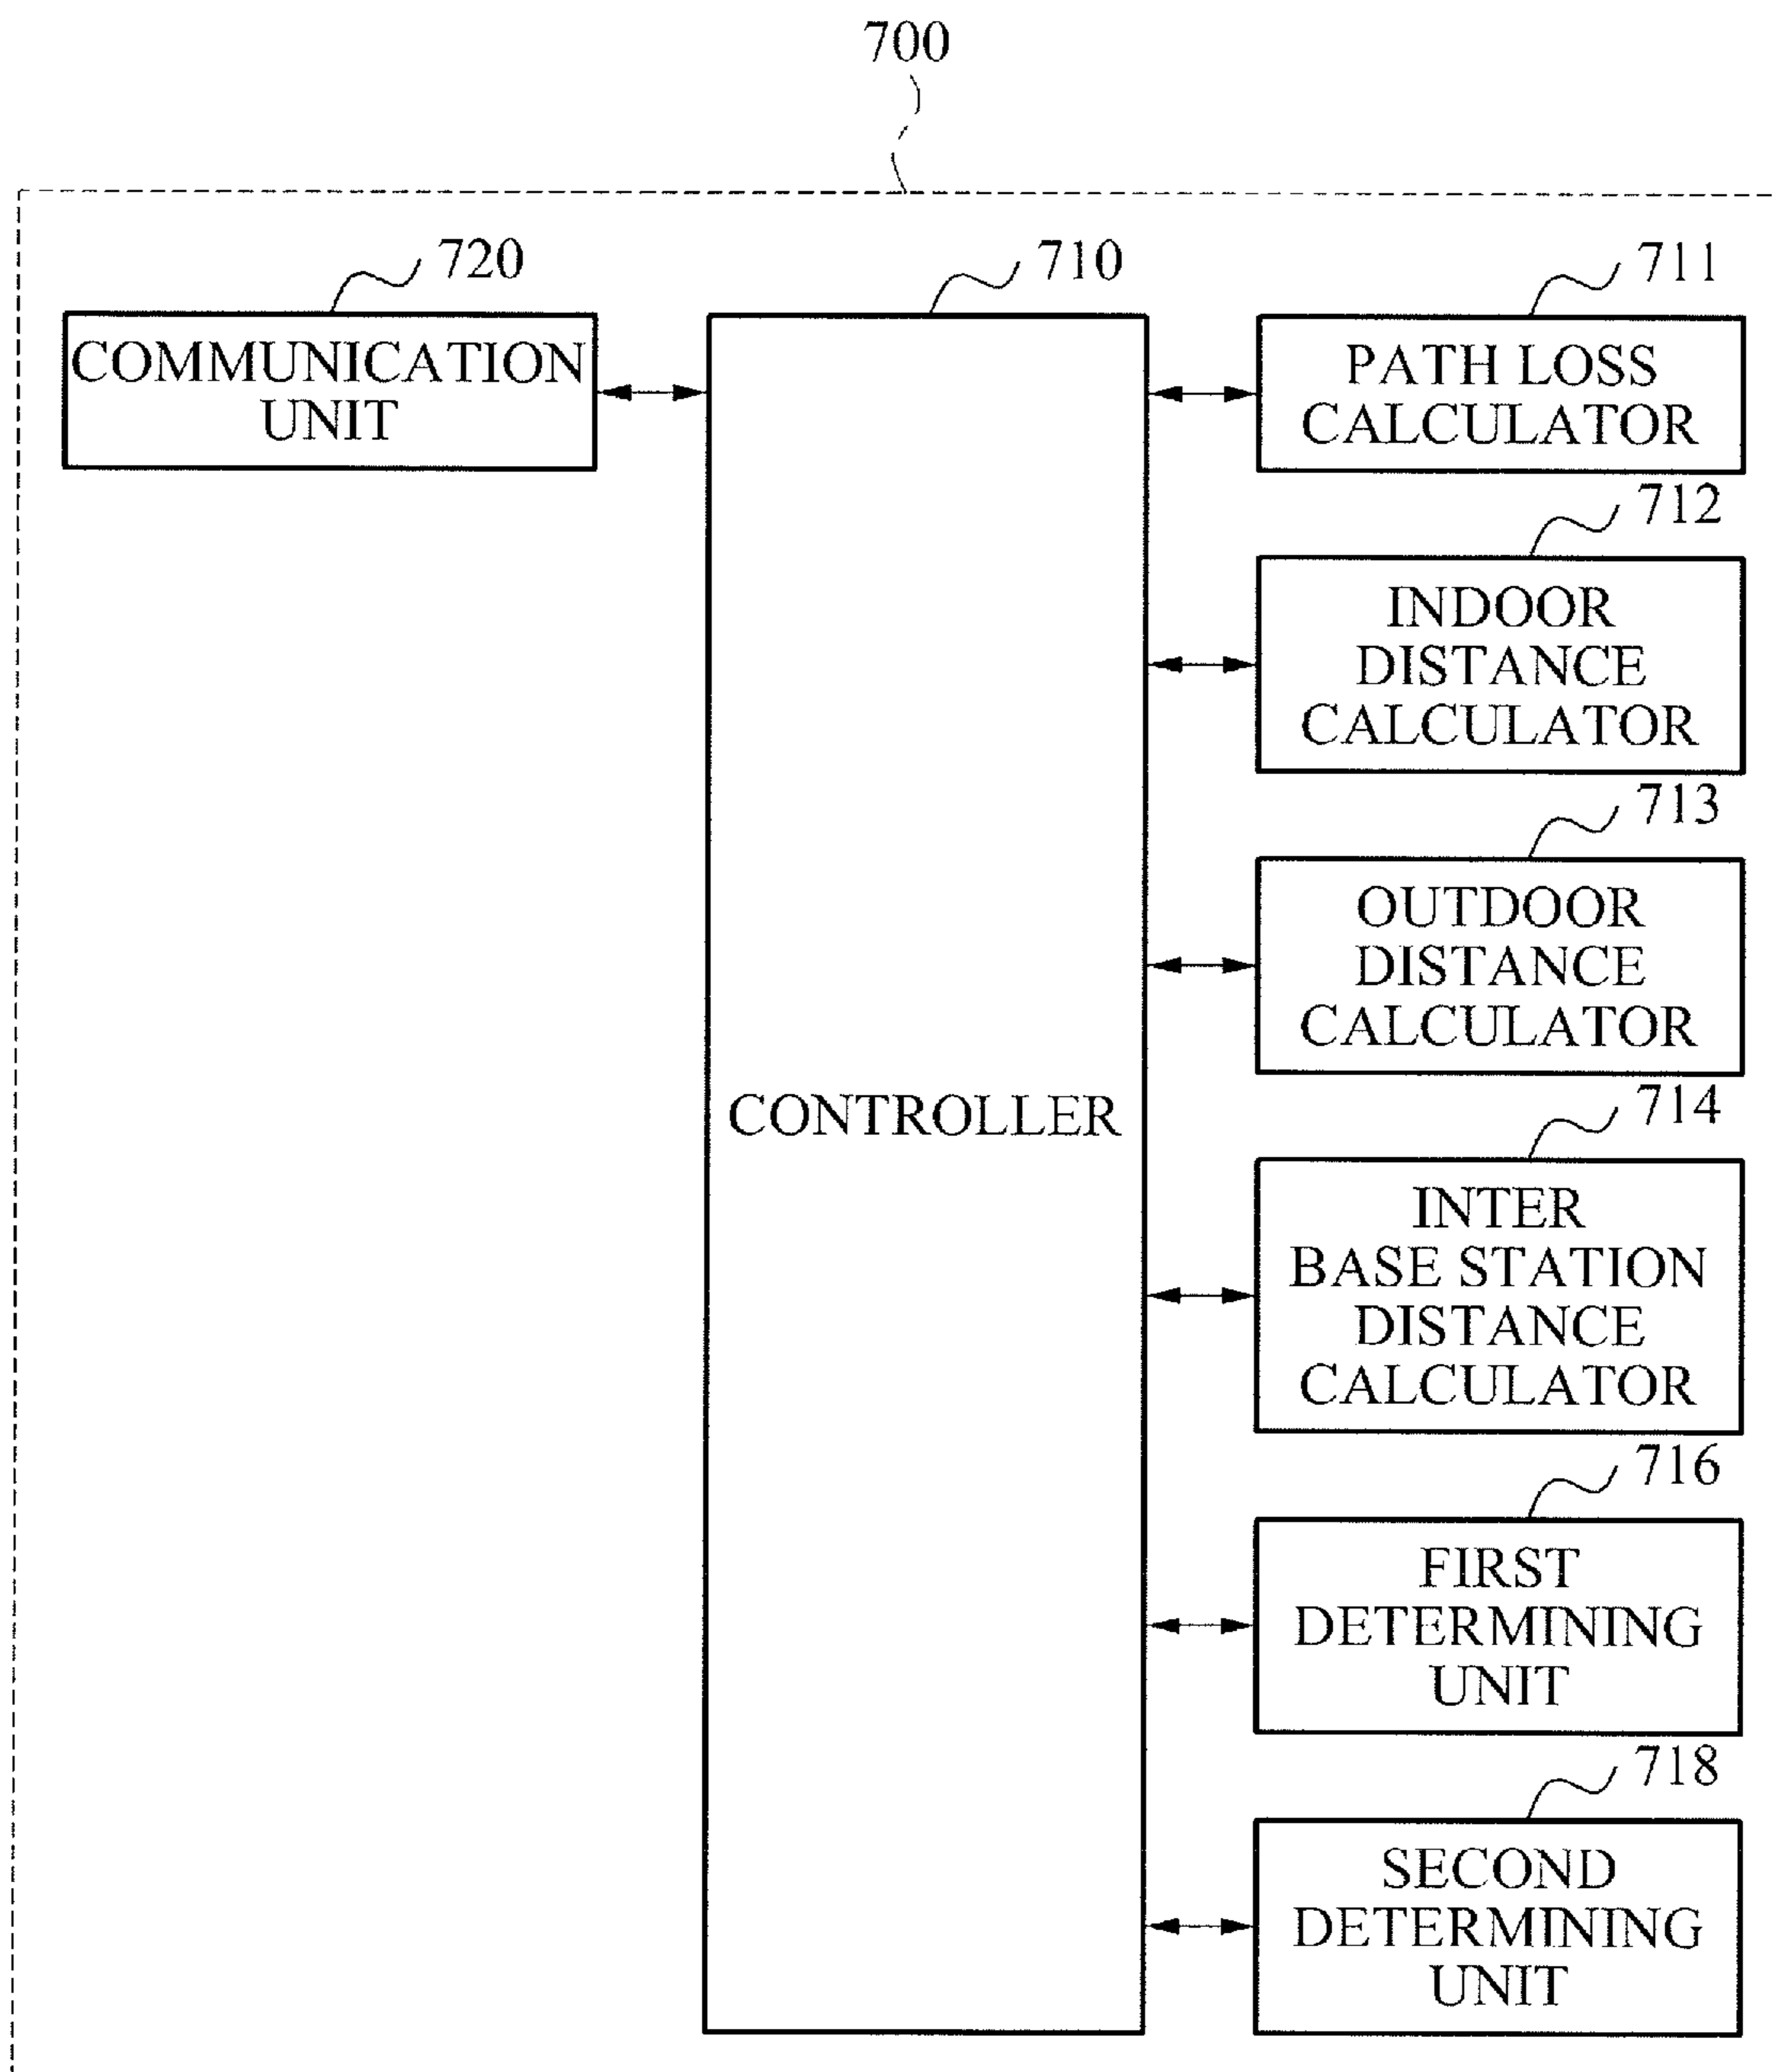 700
720
710
711
COMMUNICATION
UNIT
PATH LOSS
CALCULATOR
712
INDOOR
DISTANCE
CALCULATOR
713
OUTDOOR
DISTANCE
CALCULATOR
CONTROLLER
714
INTER
BASE STATION
DISTANCE
CALCULATOR
716
FIRST
DETERMINING
UNIT
718
SECOND
DETERMINING
UNIT